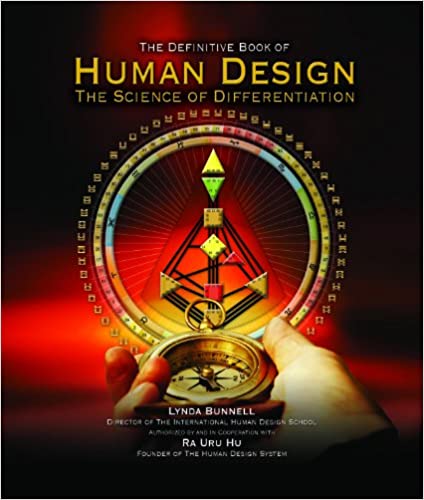 The Definitive Book of
Human Design
The Science of Differentiation
Lynda Bunnell
Director of The International Human Design School
Authorized by and in Cooperation with
Ra Uru Hu
Founder of The Human Design System